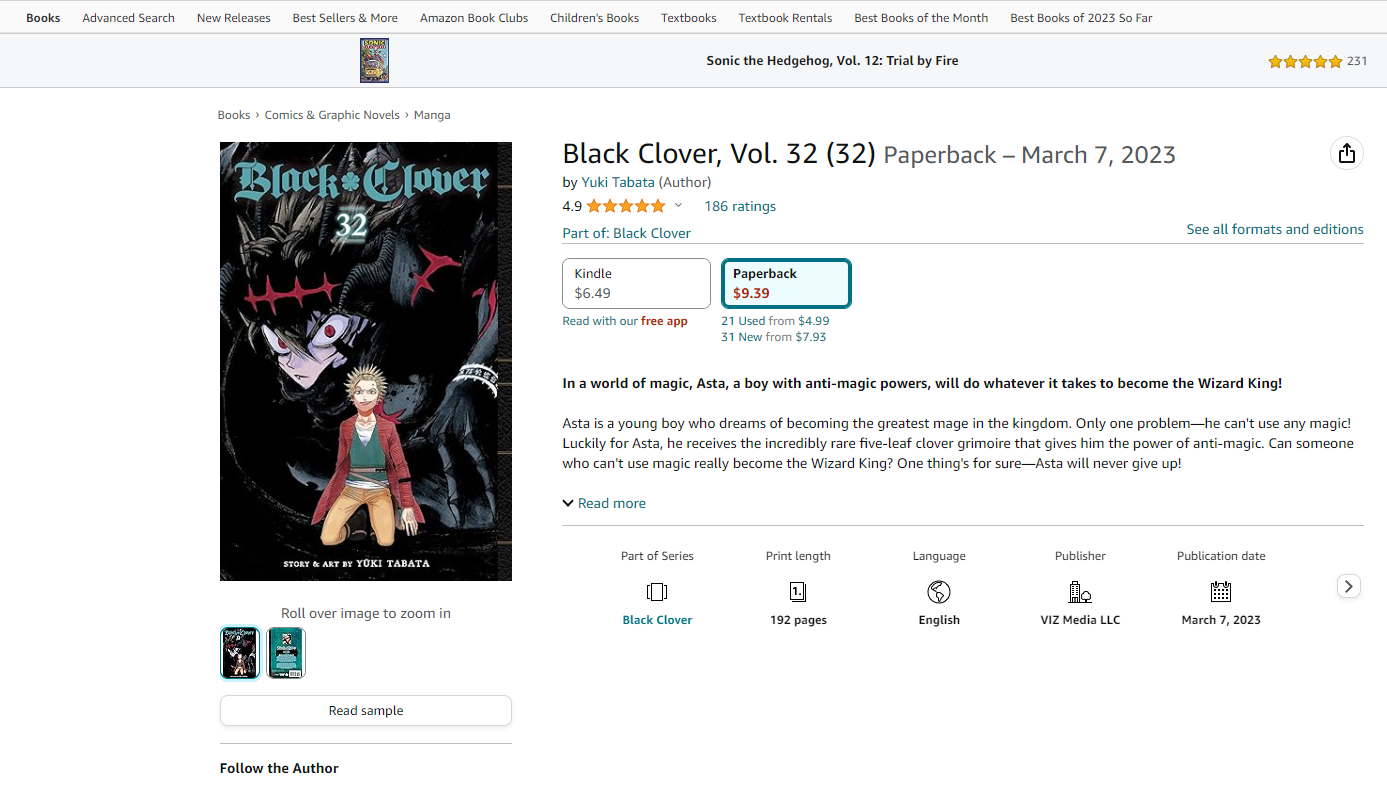 Books Advanced Search New Releases Best Sellers & More Amazon Book Clubs Children's Books Textbooks Textbook Rentals Best Books of the Month Best Books of 2023 So Far
Sonic the Hedgehog, Vol. 12: Trial by Fire 231
Books › Comics & Graphic Novels › Manga
Black Clover
32
STORY & ART BY YŪKI TABATA
Roll over image to zoom in
Read sample
Follow the Author
Black Clover, Vol. 32 (32) Paperback – March 7, 2023
by Yuki Tabata (Author)
4.9 186 ratings
Part of: Black Clover
See all formats and editions
Kindle
$6.49
Read with our free app
Paperback
$9.39
21 Used from $4.99
31 New from $7.93
In a world of magic, Asta, a boy with anti-magic powers, will do whatever it takes to become the Wizard King!
Asta is a young boy who dreams of becoming the greatest mage in the kingdom. Only one problem—he can't use any magic!
Luckily for Asta, he receives the incredibly rare five-leaf clover grimoire that gives him the power of anti-magic. Can someone
who can't use magic really become the Wizard King? One thing's for sure—Asta will never give up!
Read more
Part of Series
Black Clover
Print length
1.
192 pages
Language
English
Publisher
VIZ Media LLC
Publication date
March 7, 2023